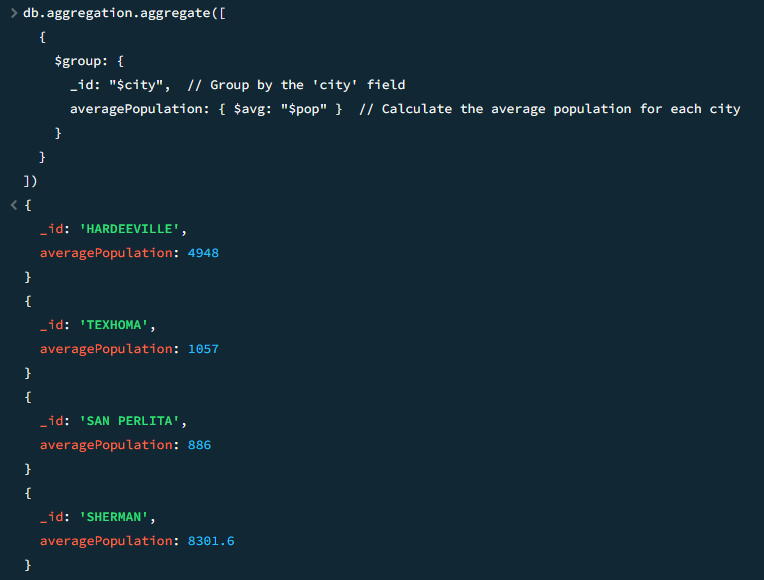 > db.aggregation.aggregate([
  {
    $group: {
      _id: "$city",  // Group by the 'city' field
      averagePopulation: { $avg: "$pop" }  // Calculate the average population for each city
    }
  }
])
< {
  _id: 'HARDEEVILLE',
  averagePopulation: 4948
}
{
  _id: 'TEXHOMA',
  averagePopulation: 1057
}
{
  _id: 'SAN PERLITA',
  averagePopulation: 886
}
{
  _id: 'SHERMAN',
  averagePopulation: 8301.6
}